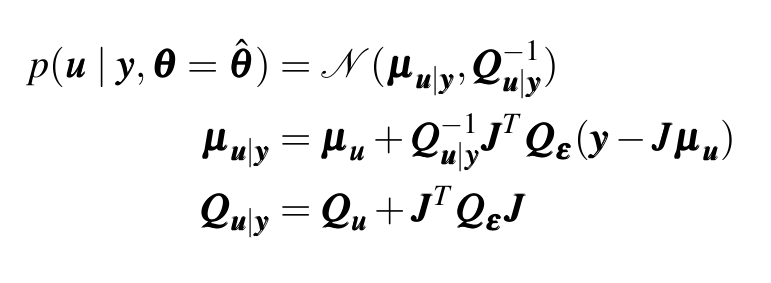 p(u | y, θ = θ̂) = 𝒩(μ_{u|y}, Q_{u|y}^{-1})
μ_{u|y} = μ_u + Q_{u|y}^{-1} J^T Q_ε (y − Jμ_u)
Q_{u|y} = Q_u + J^T Q_ε J